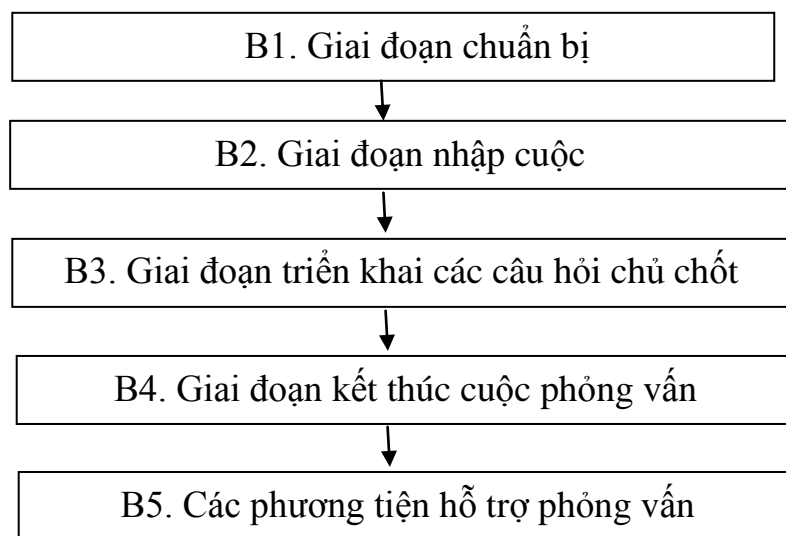 B1. Giai đoạn chuẩn bị
B2. Giai đoạn nhập cuộc
B3. Giai đoạn triển khai các câu hỏi chủ chốt
B4. Giai đoạn kết thúc cuộc phỏng vấn
B5. Các phương tiện hỗ trợ phỏng vấn